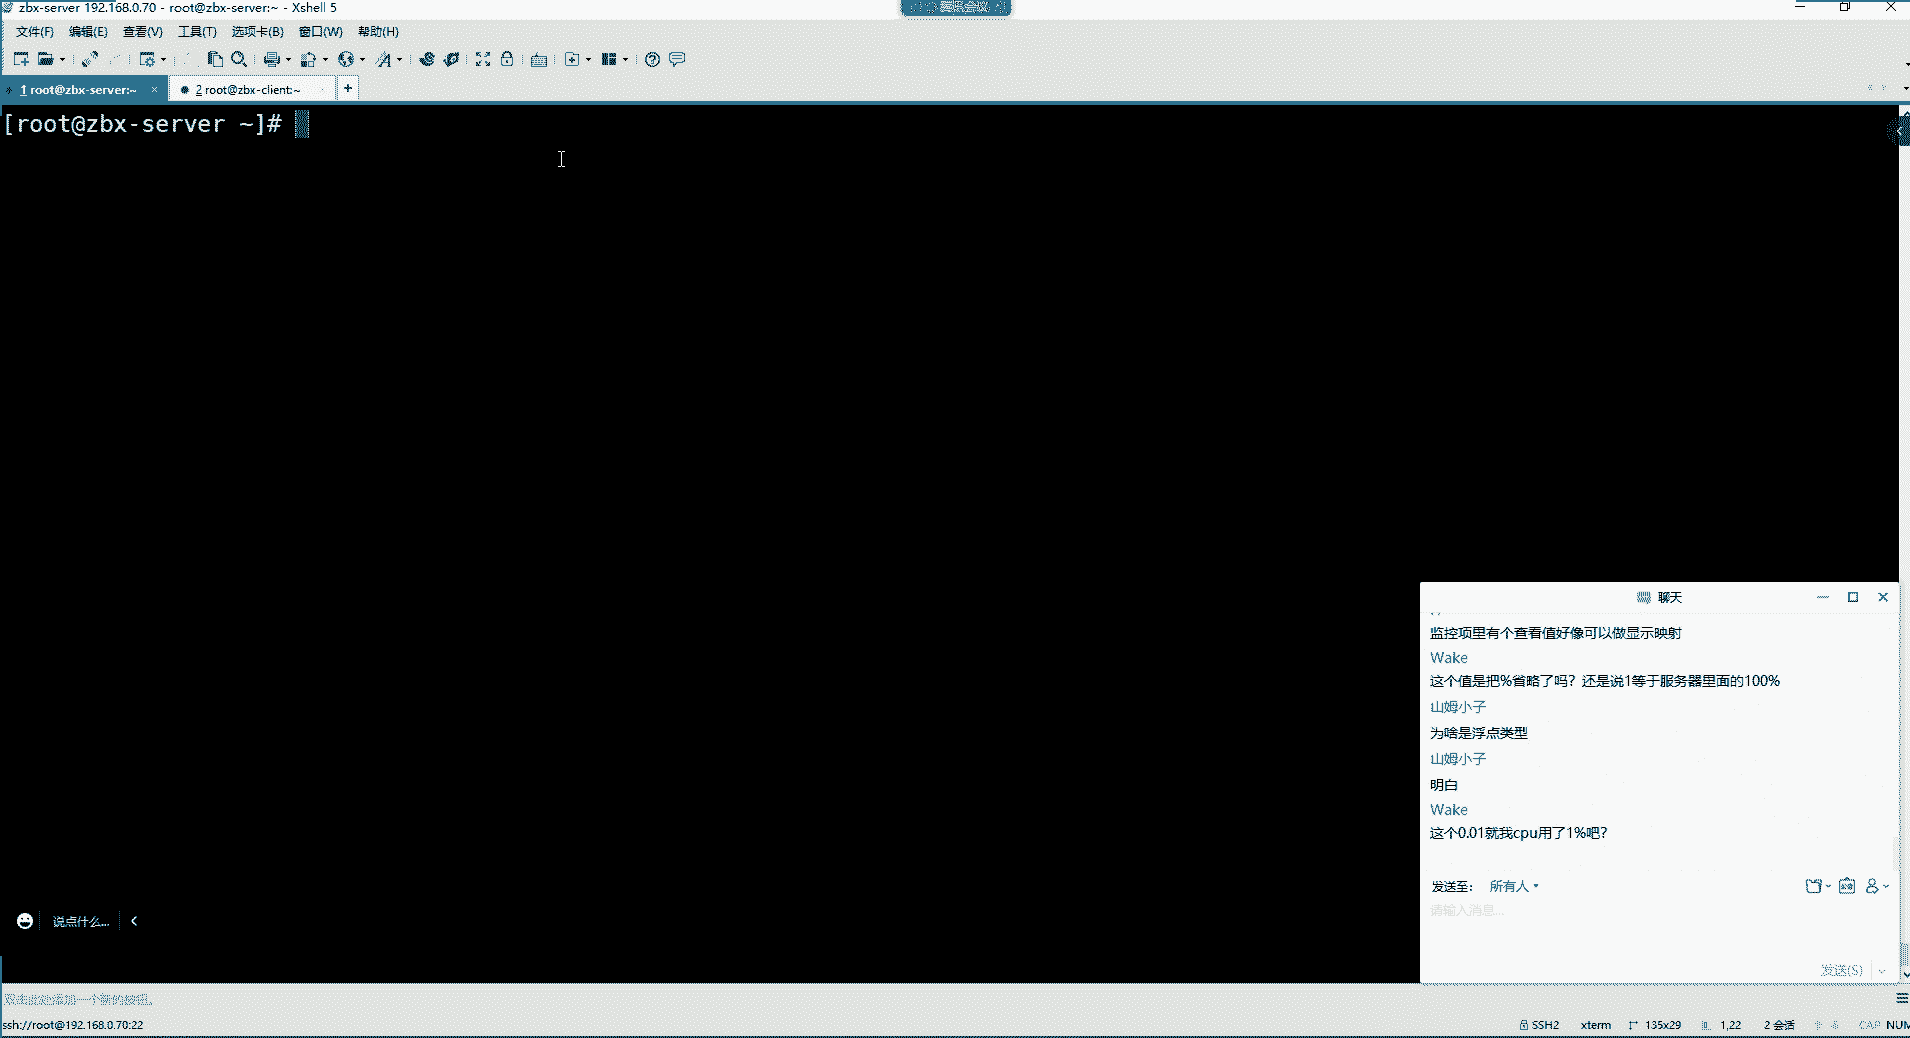 zbx-server 192.168.0.70 - root@zbx-server:~ - Xshell 5
文件(F) 编辑(E) 查看(V) 工具(T) 选项卡(B) 窗口(W) 帮助(H)
1 root@zbx-server:~ 2 root@zbx-client:~
[root@zbx-server ~]#
聊天
监控项里有个查看值好像可以做显示映射
Wake
这个值是把%省略了吗？还是说1等于服务器里面的100%
山姆小子
为啥是浮点类型
山姆小子
明白
Wake
这个0.01就我cpu用了1%吧？
发送至： 所有人
请输入消息...
说点什么...
发送(S)
双击此处添加一个新的按钮。
ssh://root@192.168.0.70:22 SSH2 xterm 135x29 1,22 2 会话 CAP NUM